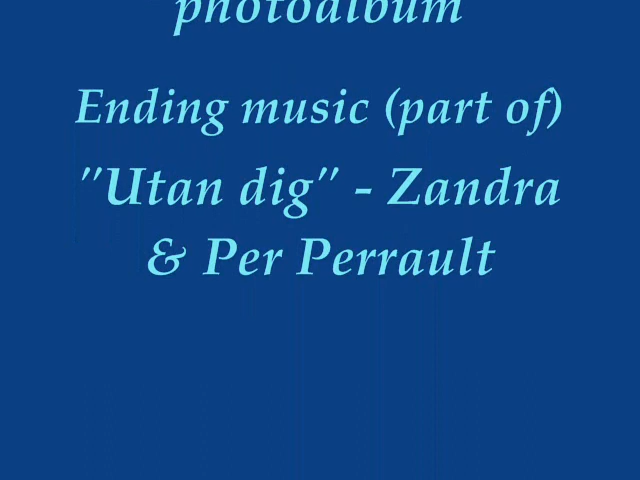 photoalbum
Ending music (part of)
"Utan dig" - Zandra
& Per Perrault